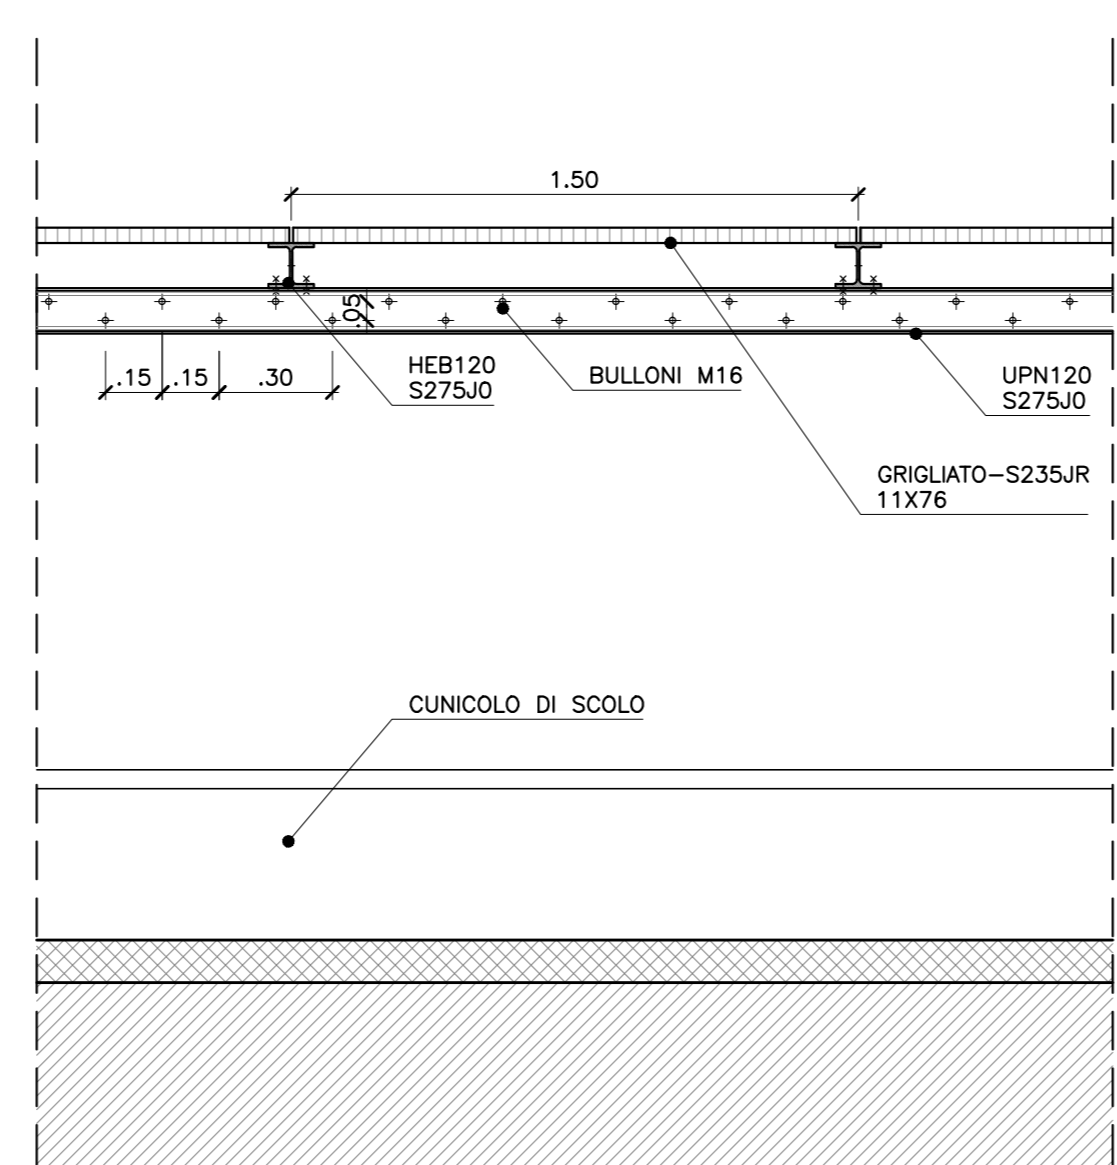 1.50
.05
.15
.15
.30
HEB120
S275J0
BULLONI M16
UPN120
S275J0
GRIGLIATO-S235JR
11X76
CUNICOLO DI SCOLO